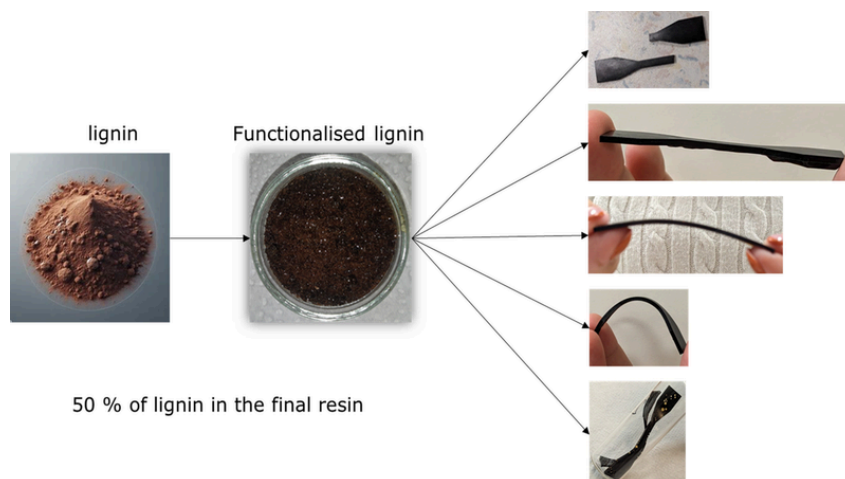 lignin
Functionalised lignin
50 % of lignin in the final resin